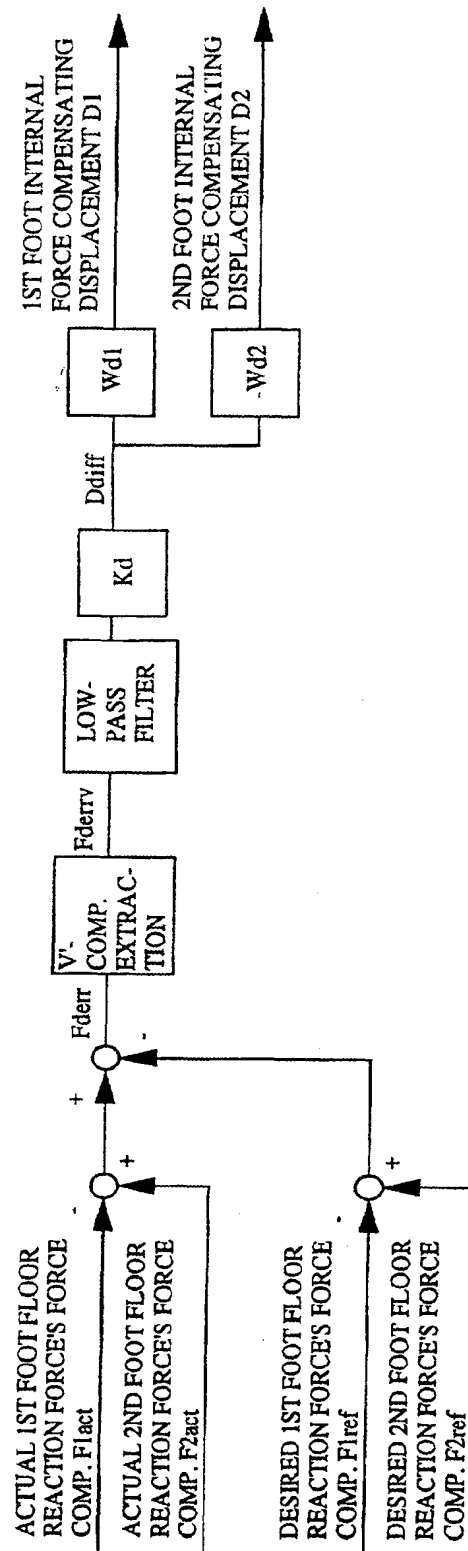 ACTUAL 1ST FOOT FLOOR
REACTION FORCE'S FORCE
COMP. F1act
ACTUAL 2ND FOOT FLOOR
REACTION FORCE'S FORCE
COMP. F2act
DESIRED 1ST FOOT FLOOR
REACTION FORCE'S FORCE
COMP. F1ref
DESIRED 2ND FOOT FLOOR
REACTION FORCE'S FORCE
COMP. F2ref
-
+
-
+
+
-
Fderr
V'-
COMP.
EXTRAC-
TION
Fderrv
LOW-
PASS
FILTER
Kd
Ddiff
Wd1
-Wd2
1ST FOOT INTERNAL
FORCE COMPENSATING
DISPLACEMENT D1
2ND FOOT INTERNAL
FORCE COMPENSATING
DISPLACEMENT D2